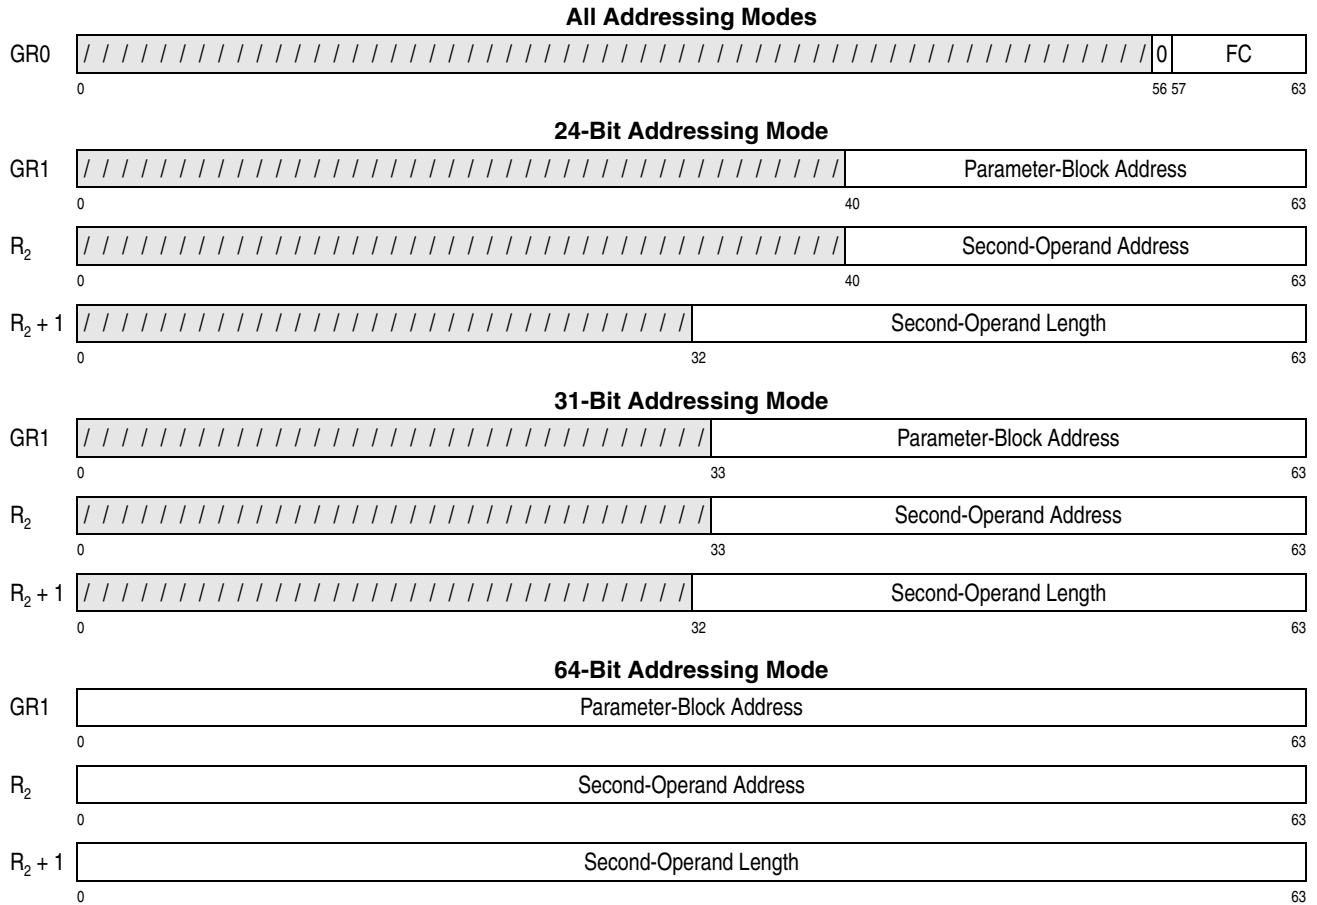 All Addressing Modes
GR0 / / / / / / / / / / / / / / / / / / / / / / / / / / / / / / / / / / / / / / / / / / / / / / / / / / / / / / / / 0 FC
0 56 57 63
24-Bit Addressing Mode
GR1 / / / / / / / / / / / / / / / / / / / / / / / / / / / / / / / / / / / / / / / / Parameter-Block Address
0 40 63
R2 / / / / / / / / / / / / / / / / / / / / / / / / / / / / / / / / / / / / / / / / Second-Operand Address
0 40 63
R2 + 1 / / / / / / / / / / / / / / / / / / / / / / / / / / / / / / / / Second-Operand Length
0 32 63
31-Bit Addressing Mode
GR1 / / / / / / / / / / / / / / / / / / / / / / / / / / / / / / / / / Parameter-Block Address
0 33 63
R2 / / / / / / / / / / / / / / / / / / / / / / / / / / / / / / / / / Second-Operand Address
0 33 63
R2 + 1 / / / / / / / / / / / / / / / / / / / / / / / / / / / / / / / / Second-Operand Length
0 32 63
64-Bit Addressing Mode
GR1 Parameter-Block Address
0 63
R2 Second-Operand Address
0 63
R2 + 1 Second-Operand Length
0 63